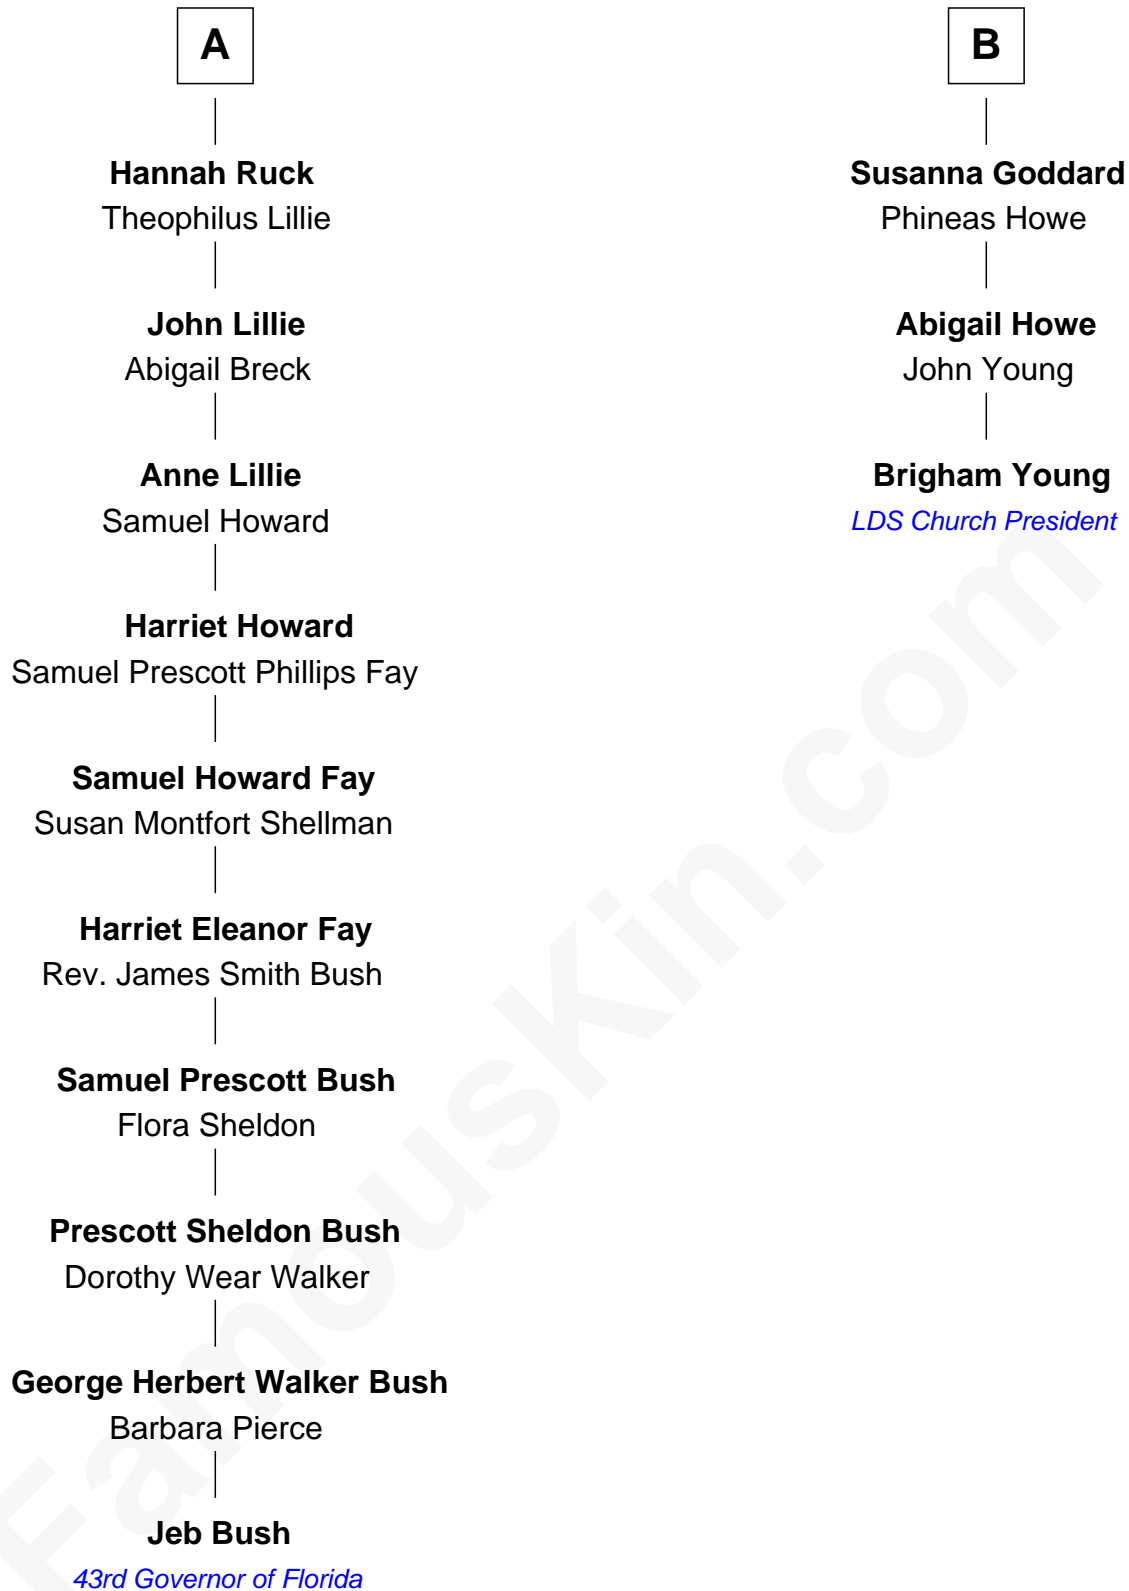 A
Hannah Ruck
Theophilus Lillie
John Lillie
Abigail Breck
Anne Lillie
Samuel Howard
Harriet Howard
Samuel Prescott Phillips Fay
Samuel Howard Fay
Susan Montfort Shellman
Harriet Eleanor Fay
Rev. James Smith Bush
Samuel Prescott Bush
Flora Sheldon
Prescott Sheldon Bush
Dorothy Wear Walker
George Herbert Walker Bush
Barbara Pierce
Jeb Bush
43rd Governor of Florida
B
Susanna Goddard
Phineas Howe
Abigail Howe
John Young
Brigham Young
LDS Church President
FamousKin.com